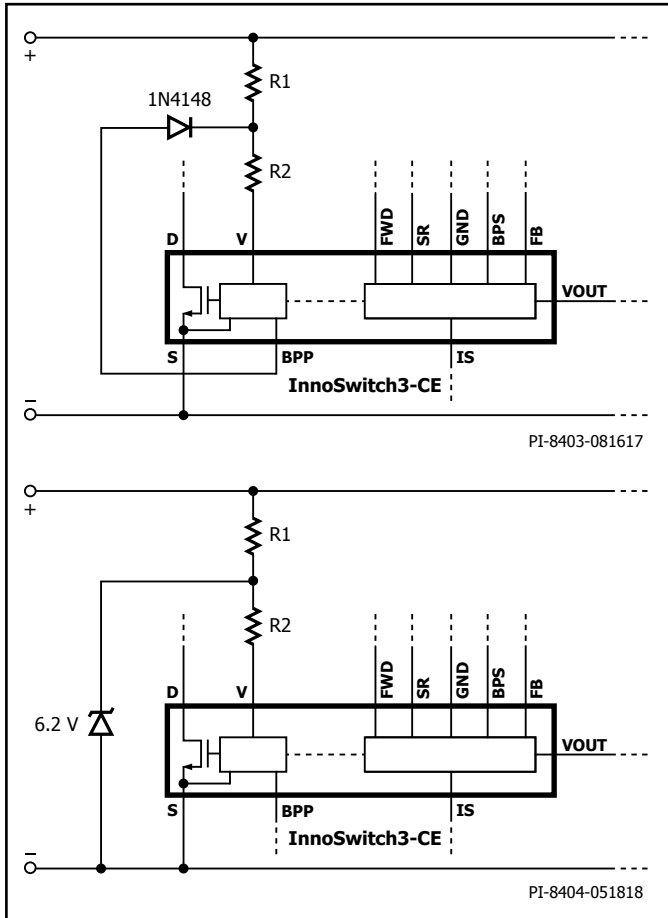 +
R1
1N4148
R2
D
V
FWD
SR
GND
BPS
FB
VOUT
S
BPP
IS
InnoSwitch3-CE
−
PI-8403-081617
+
R1
R2
D
V
FWD
SR
GND
BPS
FB
6.2 V
VOUT
S
BPP
IS
InnoSwitch3-CE
−
PI-8404-051818